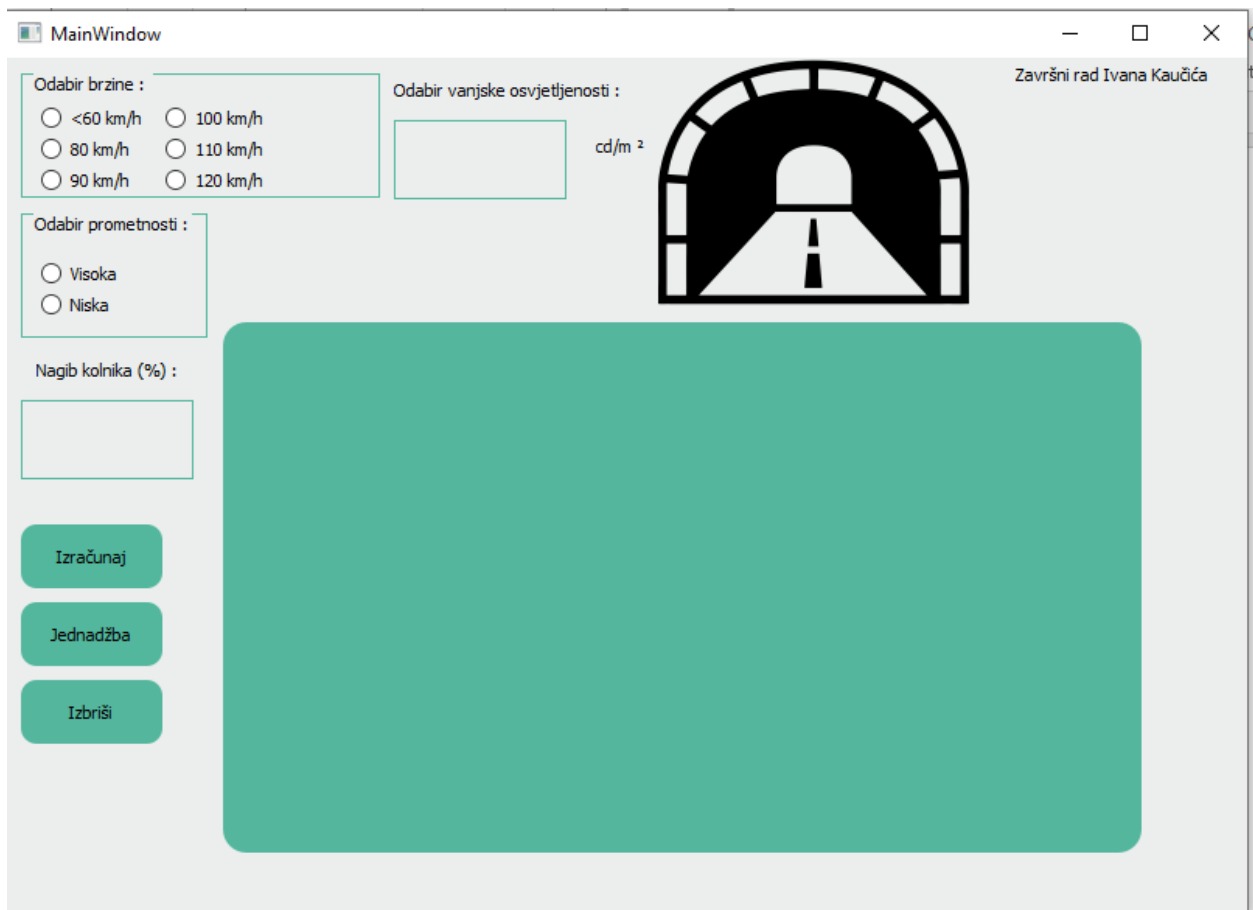 MainWindow
Završni rad Ivana Kaučića
Odabir brzine :
<60 km/h
100 km/h
80 km/h
110 km/h
90 km/h
120 km/h
Odabir vanjske osvjetljenosti :
cd/m ²
Odabir prometnosti :
Visoka
Niska
Nagib kolnika (%) :
Izračunaj
Jednadžba
Izbriši